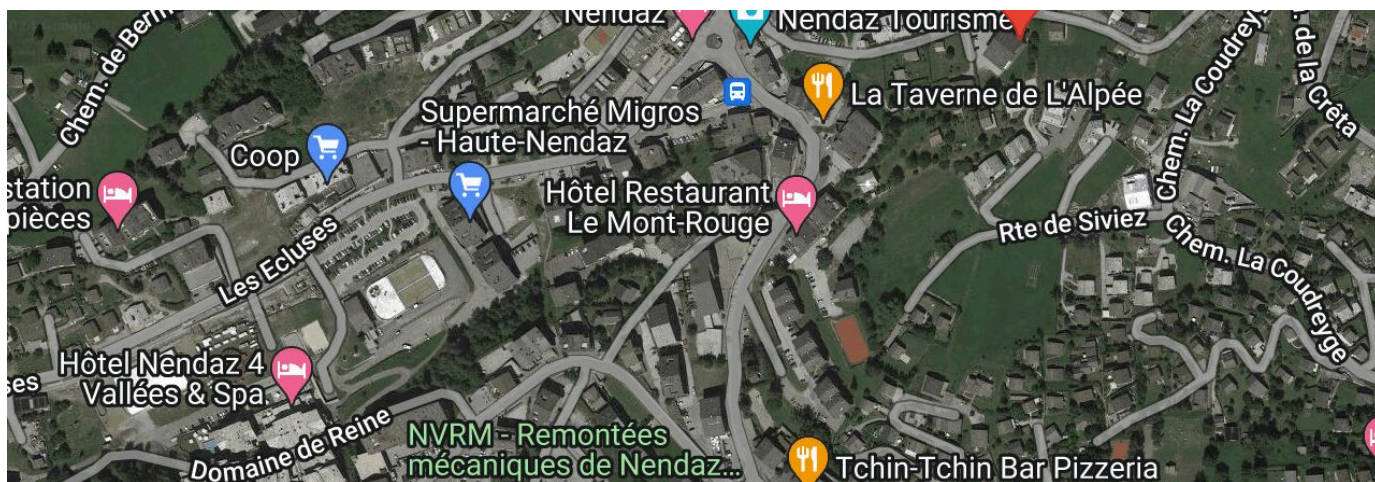 Nendaz
Nendaz Tourisme
Chem. de Berm
Chem. La Coudrey
. de la Crêta
La Taverne de L'Alpée
Supermarché Migros
- Haute-Nendaz
Coop
station
pièces
Hôtel Restaurant
Le Mont-Rouge
Rte de Siviez
Chem. La Coudreyge
Les Ecluses
Hôtel Nendaz 4
Vallées & Spa
ses
Domaine de Reine
NVRM - Remontées
mécaniques de Nendaz...
Tchin-Tchin Bar Pizzeria